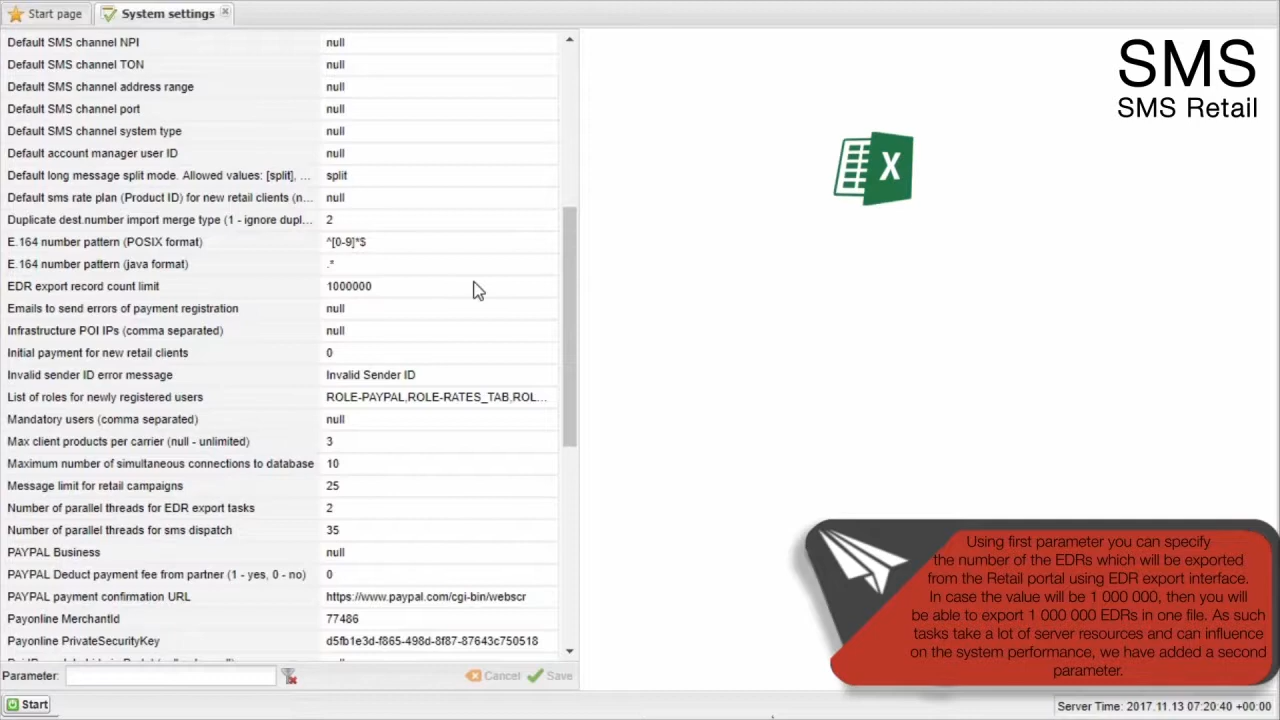 Start page
System settings
Default SMS channel NPI null
Default SMS channel TON null
Default SMS channel address range null
Default SMS channel port null
Default SMS channel system type null
Default account manager user ID null
Default long message split mode. Allowed values: [split], ... split
Default sms rate plan (Product ID) for new retail clients (n... null
Duplicate dest.number import merge type (1 - ignore dupl... 2
E.164 number pattern (POSIX format) ^[0-9]*$
E.164 number pattern (java format) .*
EDR export record count limit 1000000
Emails to send errors of payment registration null
Infrastructure POI IPs (comma separated) null
Initial payment for new retail clients 0
Invalid sender ID error message Invalid Sender ID
List of roles for newly registered users ROLE-PAYPAL,ROLE-RATES_TAB,ROL...
Mandatory users (comma separated) null
Max client products per carrier (null - unlimited) 3
Maximum number of simultaneous connections to database 10
Message limit for retail campaigns 25
Number of parallel threads for EDR export tasks 2
Number of parallel threads for sms dispatch 35
PAYPAL Business null
PAYPAL Deduct payment fee from partner (1 - yes, 0 - no) 0
PAYPAL payment confirmation URL https://www.paypal.com/cgi-bin/webscr
Payonline MerchantId 77486
Payonline PrivateSecurityKey d5fb1e3d-f865-498d-8f87-87643c750518
Parameter:
Cancel
Save
Start
SMS
SMS Retail
X
Using first parameter you can specify
the number of the EDRs which will be exported
from the Retail portal using EDR export interface.
In case the value will be 1 000 000, then you will
be able to export 1 000 000 EDRs in one file. As such
tasks take a lot of server resources and can influence
on the system performance, we have added a second
parameter.
Server Time: 2017.11.13 07:20:40 +00:00